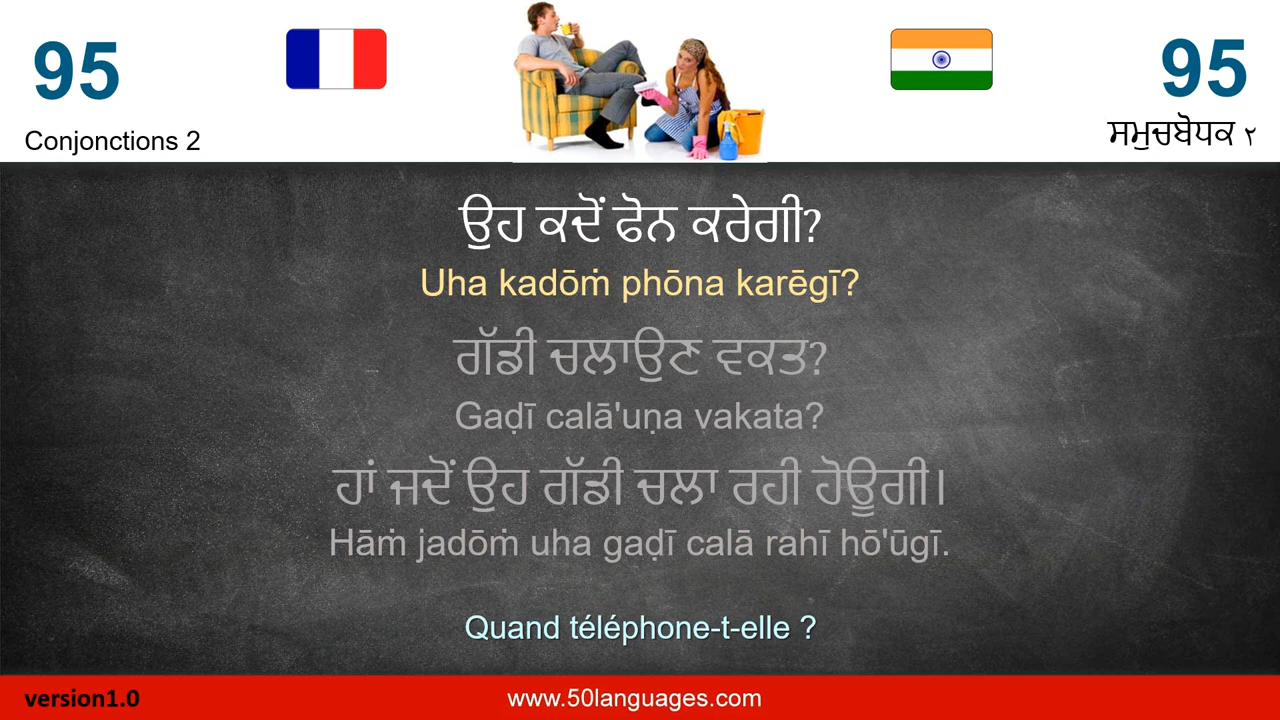 95
95
Conjonctions 2
ਸਮੁਚਬੋਧਕ ੨
ਉਹ ਕਦੋਂ ਫੋਨ ਕਰੇਗੀ?
Uha kadōṁ phōna karēgī?
ਗੱਡੀ ਚਲਾਉਣ ਵਕਤ?
Gaḍī calā'uṇa vakata?
ਹਾਂ ਜਦੋਂ ਉਹ ਗੱਡੀ ਚਲਾ ਰਹੀ ਹੋਊਗੀ।
Hāṁ jadōṁ uha gaḍī calā rahī hō'ūgī.
Quand téléphone-t-elle ?
version1.0
www.50languages.com